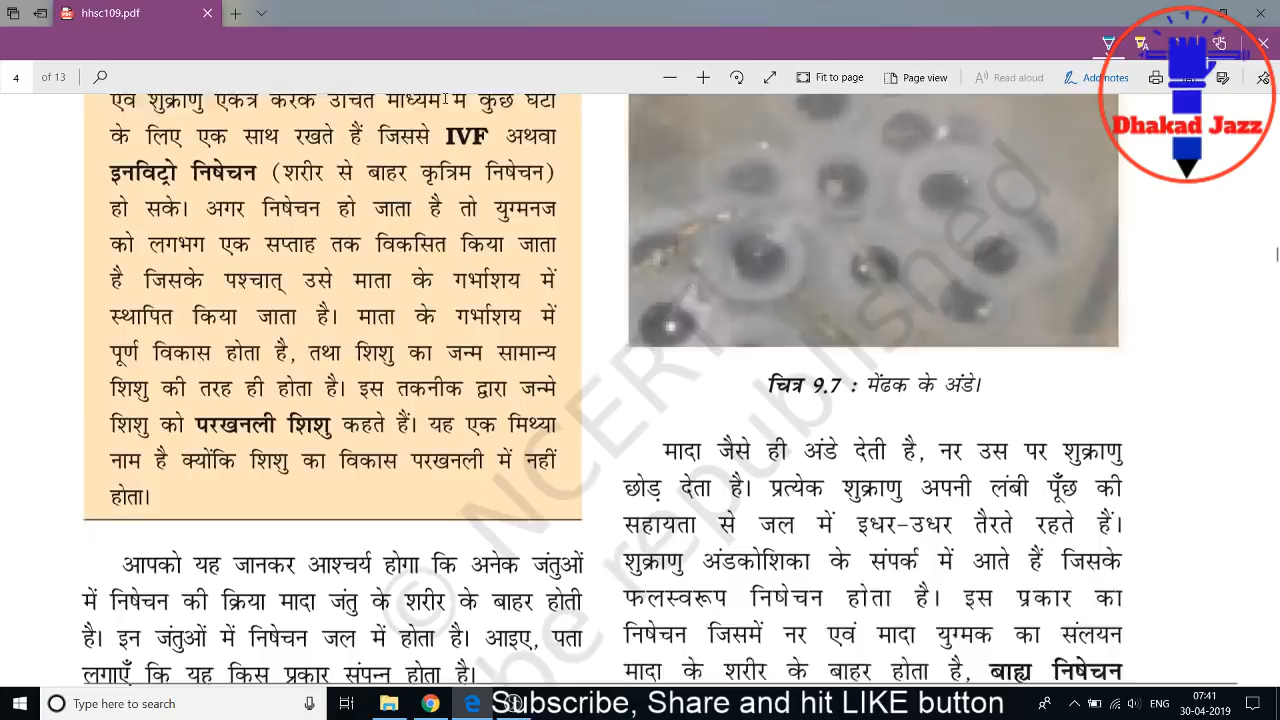 hhsc109.pdf
4 of 13
Fit to page
Page view
Read aloud
Add notes
Dhakad Jazz
एवं शुक्राणु एकत्र करके उचित माध्यम में कुछ घंटों
के लिए एक साथ रखते हैं जिससे IVF अथवा
इनविट्रो निषेचन (शरीर से बाहर कृत्रिम निषेचन)
हो सके। अगर निषेचन हो जाता है तो युग्मनज
को लगभग एक सप्ताह तक विकसित किया जाता
है जिसके पश्चात् उसे माता के गर्भाशय में
स्थापित किया जाता है। माता के गर्भाशय में
पूर्ण विकास होता है, तथा शिशु का जन्म सामान्य
शिशु की तरह ही होता है। इस तकनीक द्वारा जन्मे
शिशु को परखनली शिशु कहते हैं। यह एक मिथ्या
नाम है क्योंकि शिशु का विकास परखनली में नहीं
होता।
आपको यह जानकर आश्चर्य होगा कि अनेक जंतुओं
में निषेचन की क्रिया मादा जंतु के शरीर के बाहर होती
है। इन जंतुओं में निषेचन जल में होता है। आइए, पता
लगाएँ कि यह किस प्रकार संपन्न होता है।
चित्र 9.7 : मेंढक के अंडे।
मादा जैसे ही अंडे देती है, नर उस पर शुक्राणु
छोड़ देता है। प्रत्येक शुक्राणु अपनी लंबी पूँछ की
सहायता से जल में इधर-उधर तैरते रहते हैं।
शुक्राणु अंडकोशिका के संपर्क में आते हैं जिसके
फलस्वरूप निषेचन होता है। इस प्रकार का
निषेचन जिसमें नर एवं मादा युग्मक का संलयन
मादा के शरीर के बाहर होता है, बाह्य निषेचन
© NCERT
be republished
Type here to search
Subscribe, Share and hit LIKE button
ENG
07:41
30-04-2019